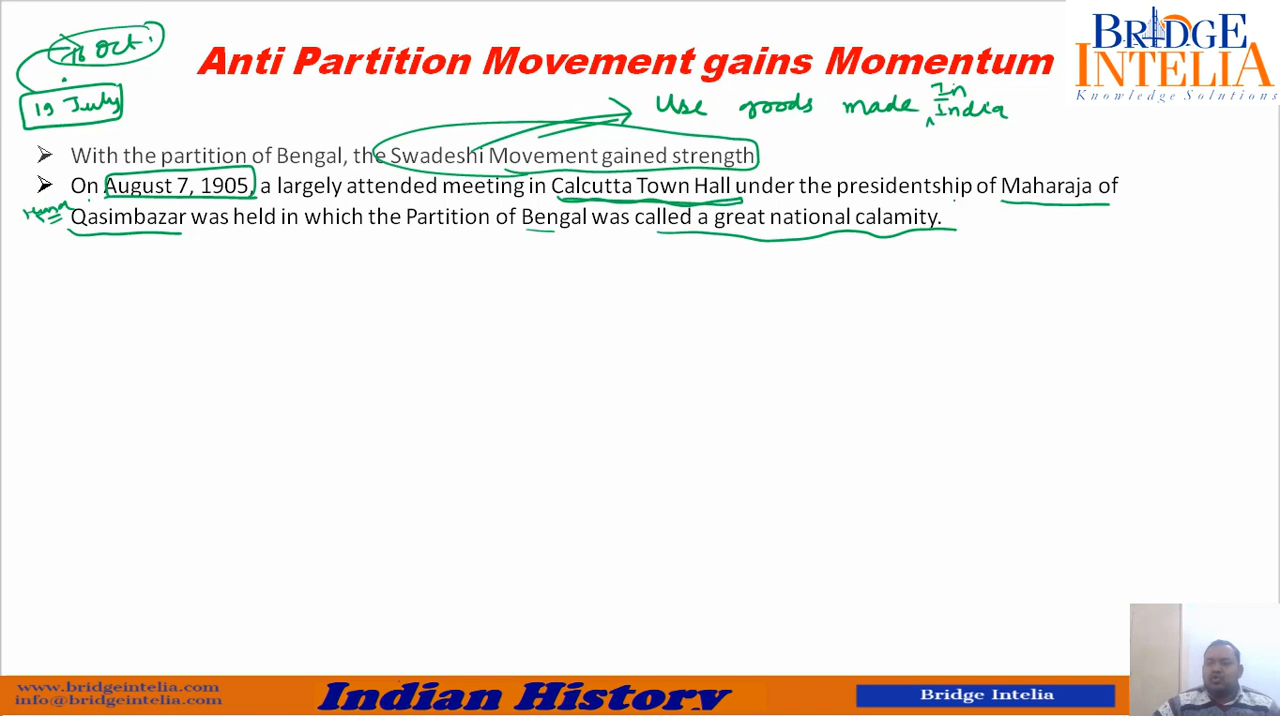 16 Oct.
19 July
Anti Partition Movement gains Momentum
BRIDGE
INTELIA
Knowledge Solutions
Use goods made In India
➢ With the partition of Bengal, the Swadeshi Movement gained strength
➢ On August 7, 1905, a largely attended meeting in Calcutta Town Hall under the presidentship of Maharaja of
Qasimbazar was held in which the Partition of Bengal was called a great national calamity.
www.bridgeintelia.com
info@bridgeintelia.com
Indian History
Bridge Intelia